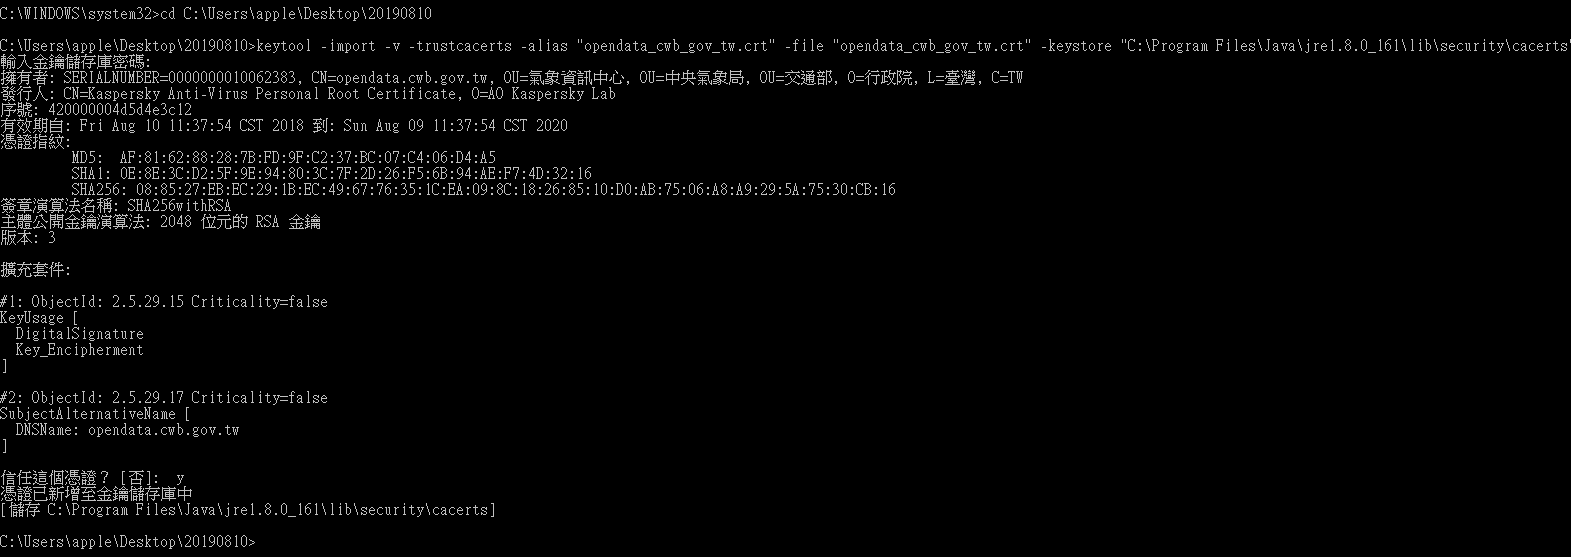 C:\WINDOWS\system32>cd C:\Users\apple\Desktop\20190810
C:\Users\apple\Desktop\20190810>keytool -import -v -trustcacerts -alias "opendata_cwb_gov_tw.crt" -file "opendata_cwb_gov_tw.crt" -keystore "C:\Program Files\Java\jre1.8.0_161\lib\security\cacerts"
輸入金鑰儲存庫密碼:
擁有者: SERIALNUMBER=0000000010062383, CN=opendata.cwb.gov.tw, OU=氣象資訊中心, OU=中央氣象局, OU=交通部, O=行政院, L=臺灣, C=TW
發行人: CN=Kaspersky Anti-Virus Personal Root Certificate, O=AO Kaspersky Lab
序號: 420000004d5d4e3c12
有效期自: Fri Aug 10 11:37:54 CST 2018 到: Sun Aug 09 11:37:54 CST 2020
憑證指紋:
MD5:  AF:81:62:88:28:7B:FD:9F:C2:37:BC:07:C4:06:D4:A5
SHA1: 0E:8E:3C:D2:5F:9E:94:80:3C:7F:2D:26:F5:6B:94:AE:F7:4D:32:16
SHA256: 08:85:27:EB:EC:29:1B:EC:49:67:76:35:1C:EA:09:8C:18:26:85:10:D0:AB:75:06:A8:A9:29:5A:75:30:CB:16
簽章演算法名稱: SHA256withRSA
主體公開金鑰演算法: 2048 位元的 RSA 金鑰
版本: 3
擴充套件:
#1: ObjectId: 2.5.29.15 Criticality=false
KeyUsage [
DigitalSignature
Key_Encipherment
]
#2: ObjectId: 2.5.29.17 Criticality=false
SubjectAlternativeName [
DNSName: opendata.cwb.gov.tw
]
信任這個憑證？ [否]:  y
憑證已新增至金鑰儲存庫中
[儲存 C:\Program Files\Java\jre1.8.0_161\lib\security\cacerts]
C:\Users\apple\Desktop\20190810>